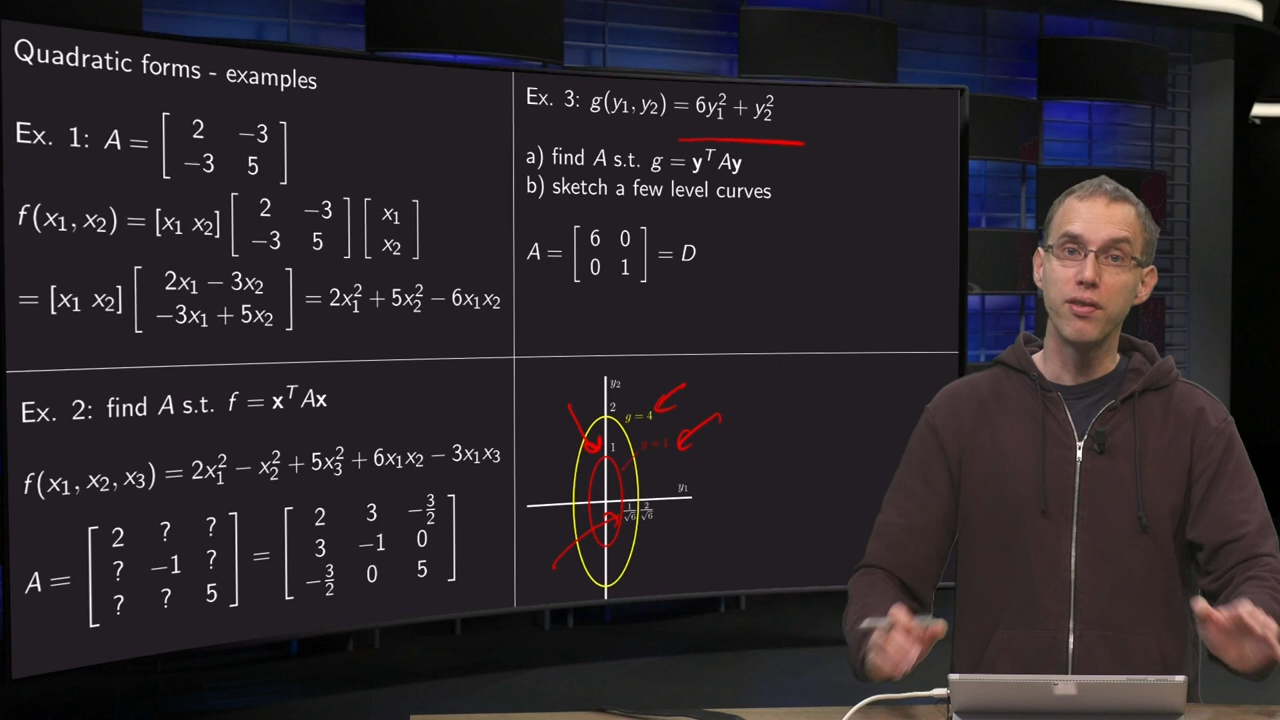 Quadratic forms - examples
Ex. 1: A = [ 2 −3 ; −3 5 ]
f(x₁, x₂) = [x₁ x₂] [ 2 −3 ; −3 5 ] [ x₁ ; x₂ ]
= [x₁ x₂] [ 2x₁ − 3x₂ ; −3x₁ + 5x₂ ] = 2x₁² + 5x₂² − 6x₁x₂
Ex. 2: find A s.t. f = xᵀAx
f(x₁, x₂, x₃) = 2x₁² − x₂² + 5x₃² + 6x₁x₂ − 3x₁x₃
A = [ 2 ? ? ; ? −1 ? ; ? ? 5 ] = [ 2 3 −3/2 ; 3 −1 0 ; −3/2 0 5 ]
Ex. 3: g(y₁, y₂) = 6y₁² + y₂²
a) find A s.t. g = yᵀAy
b) sketch a few level curves
A = [ 6 0 ; 0 1 ] = D
y₂
2
g = 4
1
g = 1
y₁
1/√6 2/√6